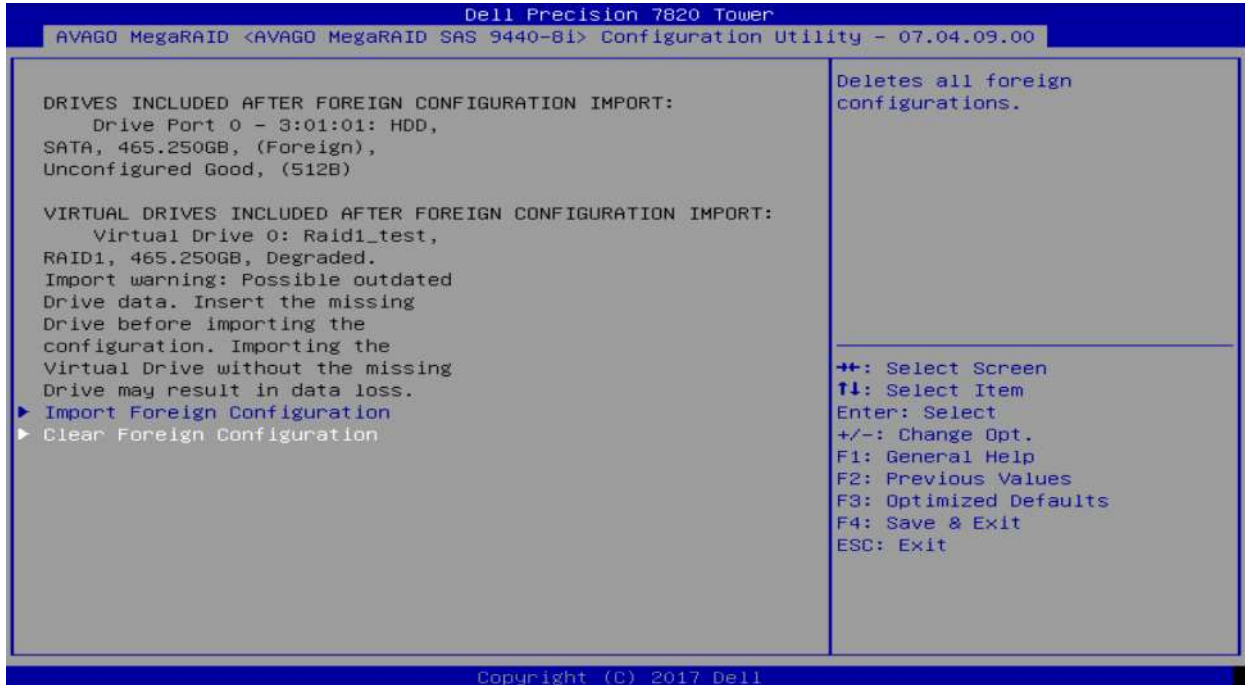 Dell Precision 7820 Tower
AVAGO MegaRAID <AVAGO MegaRAID SAS 9440-8i> Configuration Utility - 07.04.09.00
DRIVES INCLUDED AFTER FOREIGN CONFIGURATION IMPORT:
Drive Port 0 - 3:01:01: HDD,
SATA, 465.250GB, (Foreign),
Unconfigured Good, (512B)
VIRTUAL DRIVES INCLUDED AFTER FOREIGN CONFIGURATION IMPORT:
Virtual Drive 0: Raid1_test,
RAID1, 465.250GB, Degraded.
Import warning: Possible outdated
Drive data. Insert the missing
Drive before importing the
configuration. Importing the
Virtual Drive without the missing
Drive may result in data loss.
Import Foreign Configuration
Clear Foreign Configuration
Deletes all foreign
configurations.
→←: Select Screen
↑↓: Select Item
Enter: Select
+/-: Change Opt.
F1: General Help
F2: Previous Values
F3: Optimized Defaults
F4: Save & Exit
ESC: Exit
Copyright (C) 2017 Dell